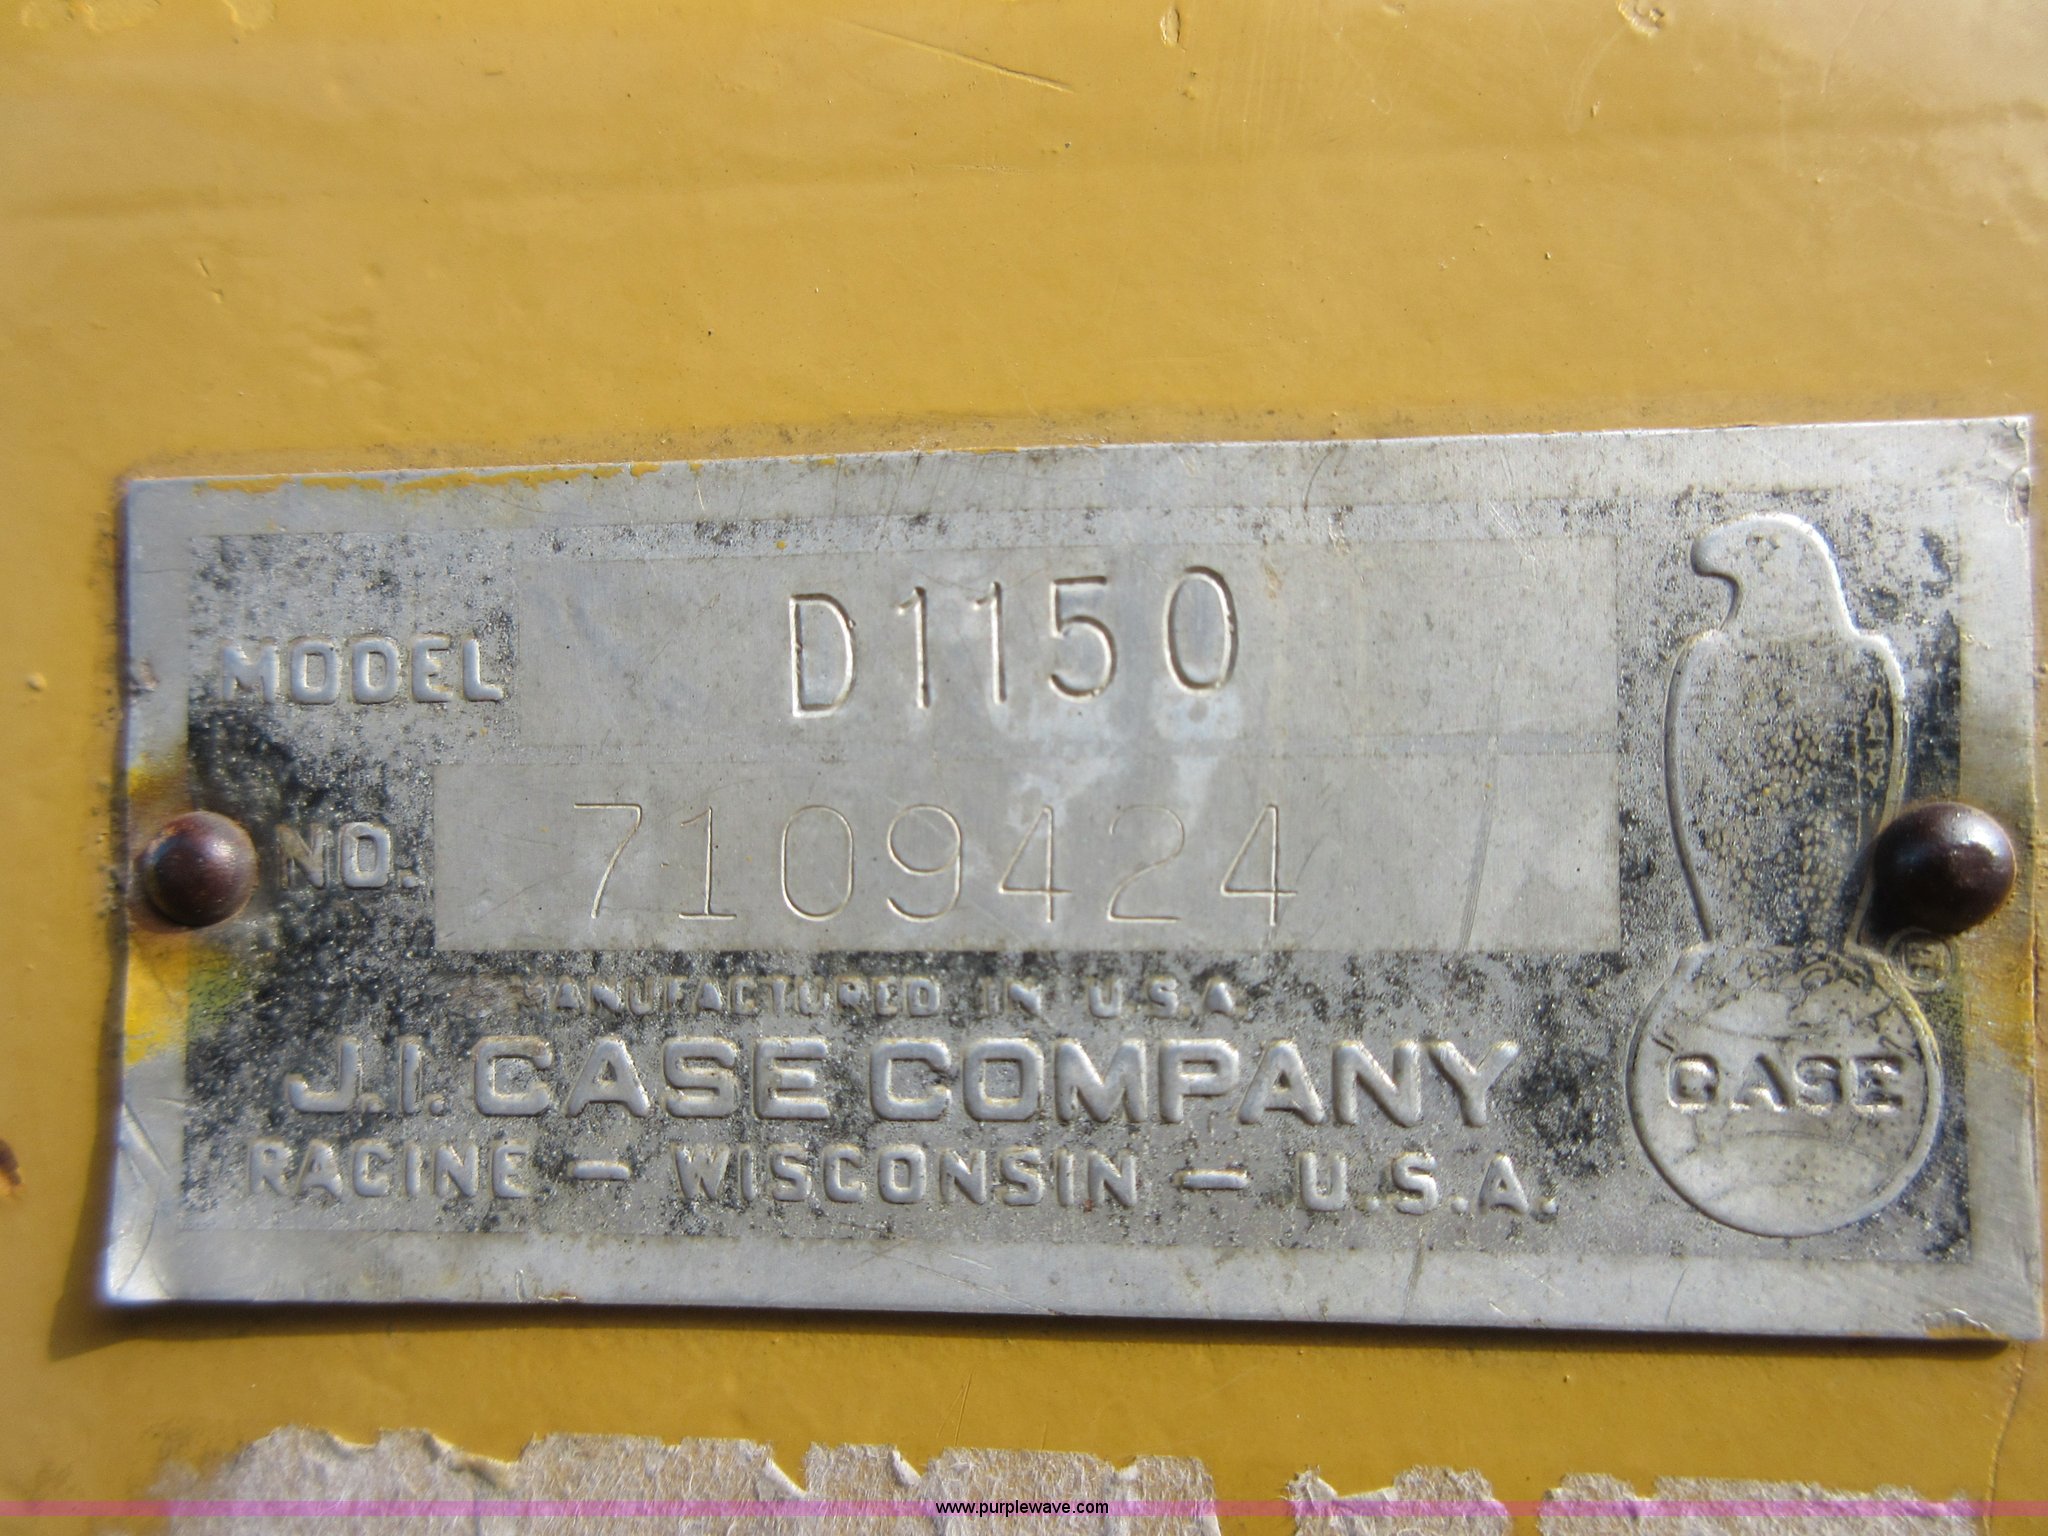 MODEL D1150
NO. 7109424
MANUFACTURED IN U.S.A.
J.I. CASE COMPANY
RACINE - WISCONSIN - U.S.A.
CASE
www.purplewave.com